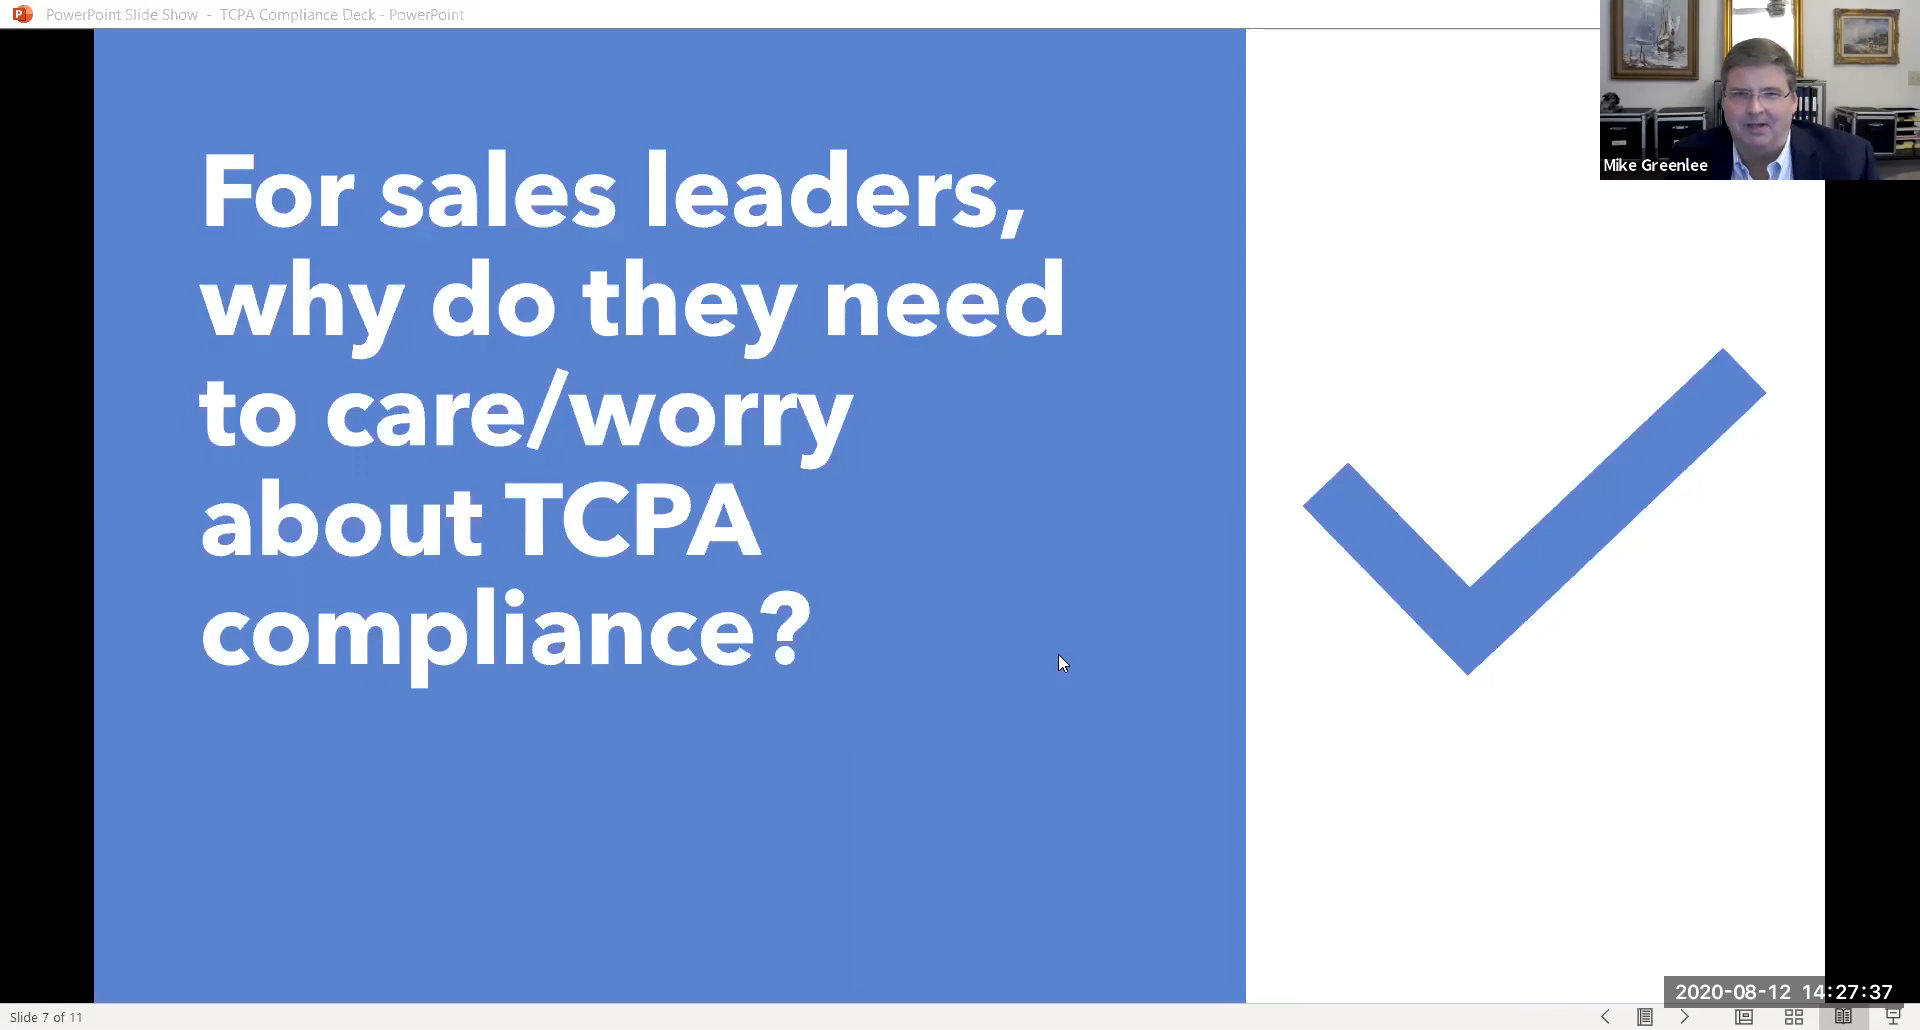 PowerPoint Slide Show - TCPA Compliance Deck - PowerPoint
Mike Greenlee
For sales leaders,
why do they need
to care/worry
about TCPA
compliance?
2020-08-12 14:27:37
Slide 7 of 11